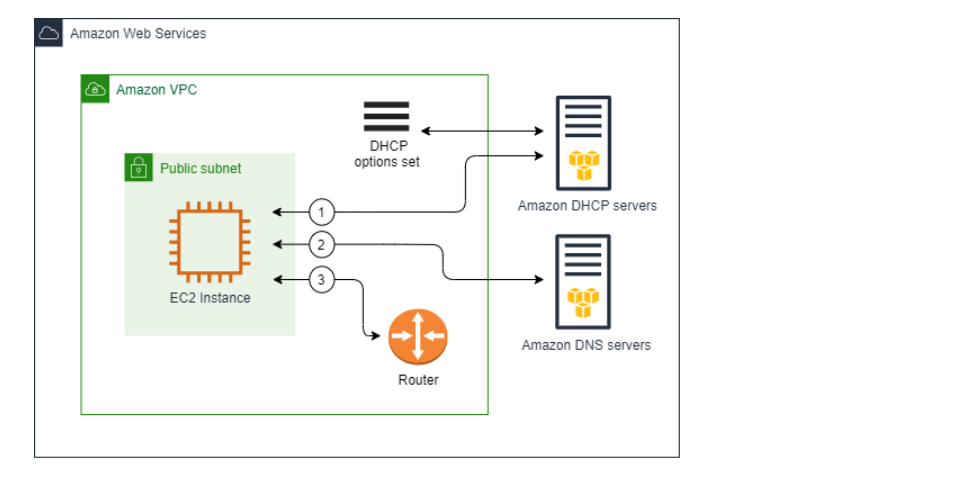 Amazon Web Services
Amazon VPC
DHCP
options set
Public subnet
1
Amazon DHCP servers
2
3
EC2 Instance
Amazon DNS servers
Router